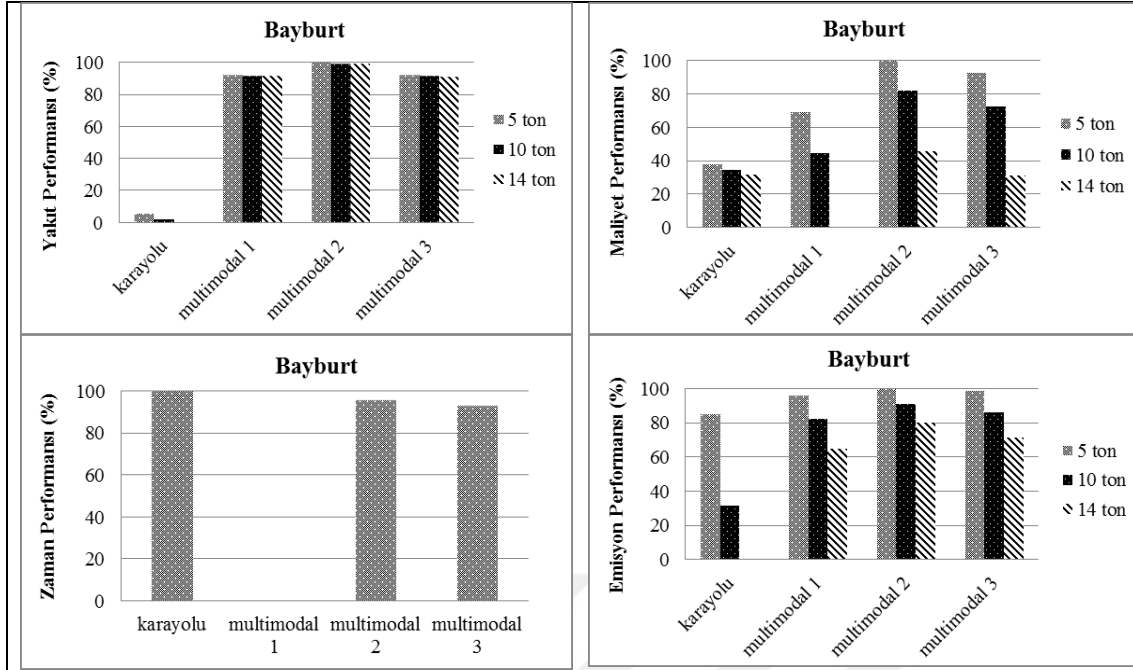 Bayburt
Yakıt Performansı (%)
100
80
60
40
20
0
karayolu
multimodal 1
multimodal 2
multimodal 3
5 ton
10 ton
14 ton
Bayburt
Maliyet Performansı (%)
100
80
60
40
20
0
karayolu
multimodal 1
multimodal 2
multimodal 3
5 ton
10 ton
14 ton
Bayburt
Zaman Performansı (%)
100
80
60
40
20
0
karayolu
multimodal
1
multimodal
2
multimodal
3
Bayburt
Emisyon Performansı (%)
100
80
60
40
20
0
karayolu
multimodal 1
multimodal 2
multimodal 3
5 ton
10 ton
14 ton